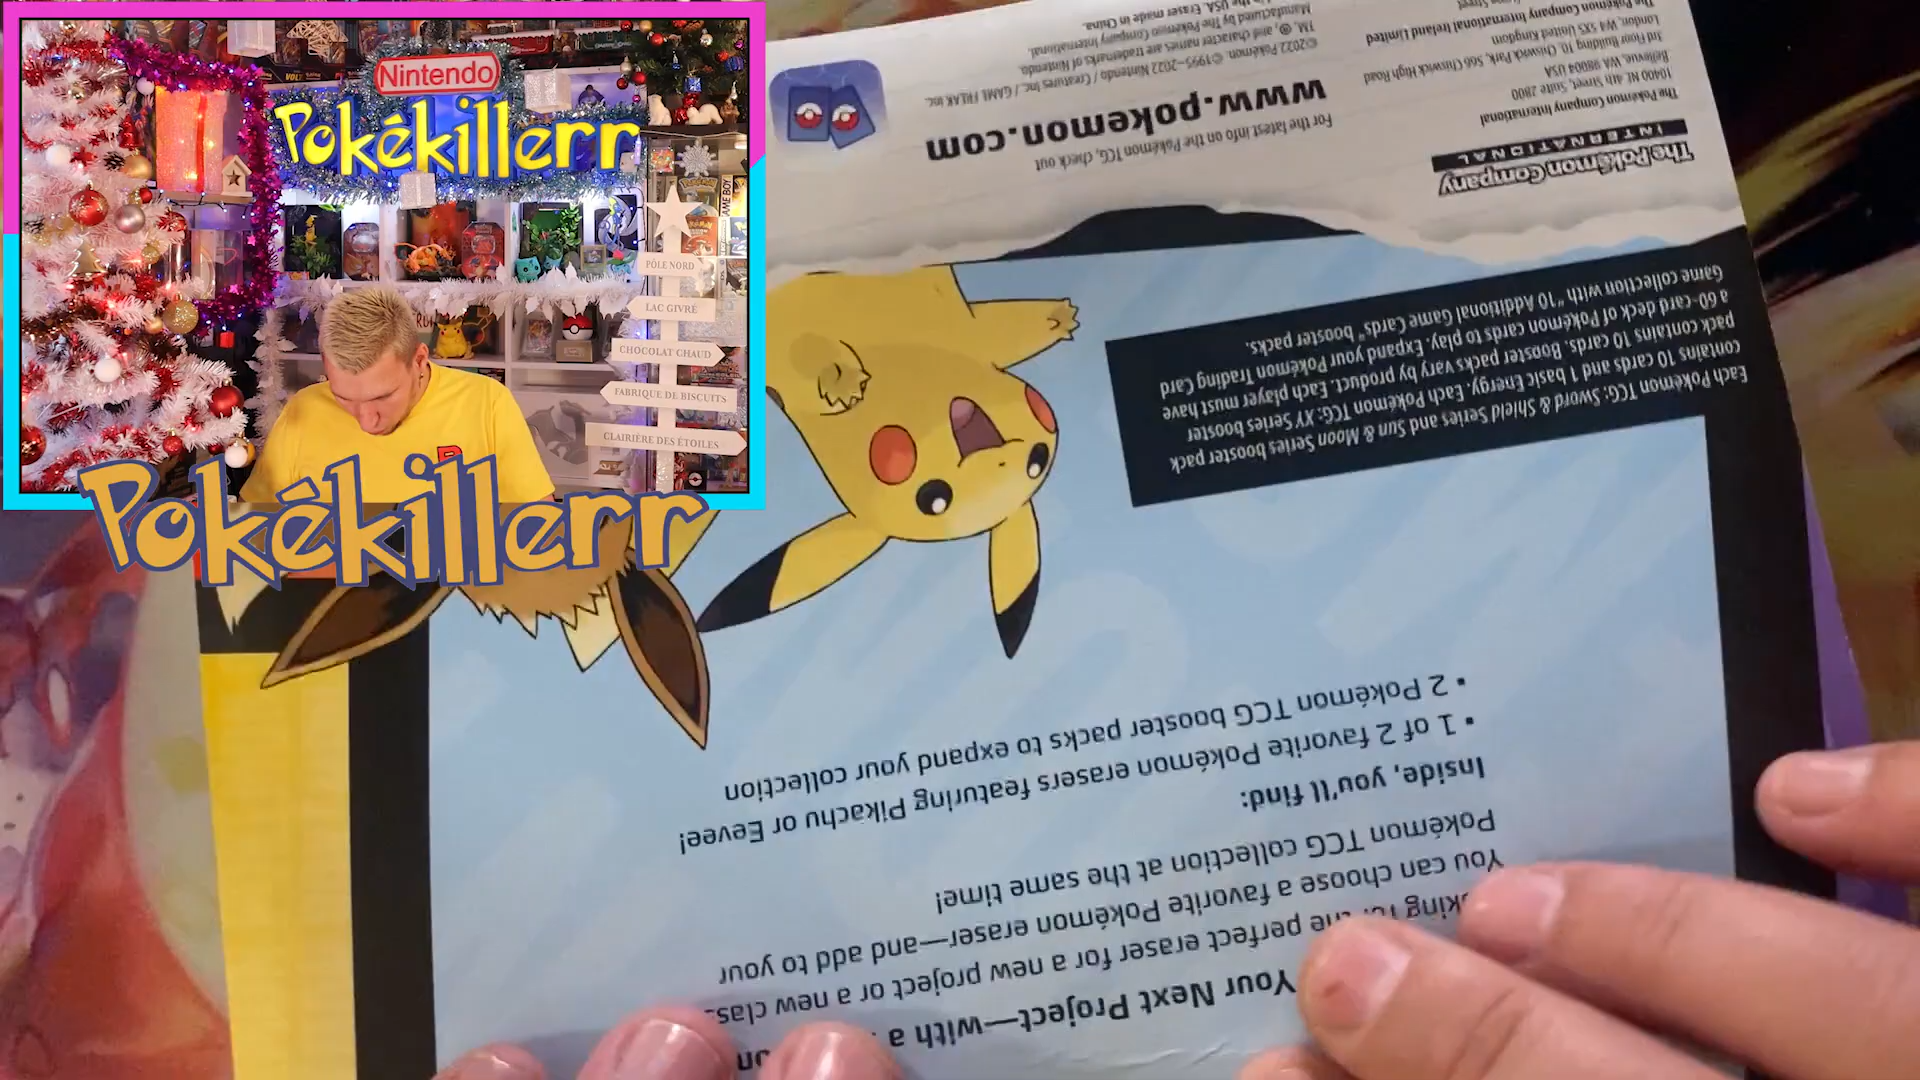 Nintendo
Pokékillerr
GAME BOY
PÔLE NORD
LAC GIVRÉ
CHOCOLAT CHAUD
FABRIQUE DE BISCUITS
CLAIRIÈRE DES ÉTOILES
Pokékillerr
Your Next Project—with a
perfect eraser for a new project or a new class
You can choose a favorite Pokémon eraser—and add to your
Pokémon TCG collection at the same time!
Inside, you'll find:
• 1 of 2 favorite Pokémon erasers featuring Pikachu or Eevee!
• 2 Pokémon TCG booster packs to expand your collection
Each Pokémon TCG: Sword & Shield Series and Sun & Moon Series booster pack
contains 10 cards and 1 basic Energy. Each Pokémon TCG: XY Series booster
pack contains 10 cards. Booster packs vary by product. Each player must have
a 60-card deck of Pokémon cards to play. Expand your Pokémon Trading Card
Game collection with "10 Additional Game Cards" booster packs.
The Pokémon Company
INTERNATIONAL
The Pokémon Company International
10400 NE 4th Street, Suite 2800
Bellevue, WA 98004 USA
3rd Floor Building 10, Chiswick Park, 566 Chiswick High Road
London, W4 5XS United Kingdom
The Pokémon Company International Ireland Limited
For the latest info on the Pokémon TCG, check out
www.pokemon.com
©2022 Pokémon. ©1995–2022 Nintendo / Creatures Inc. / GAME FREAK inc.
TM, ® and character names are trademarks of Nintendo.
Manufactured by The Pokémon Company International.
in the USA. Eraser made in China.